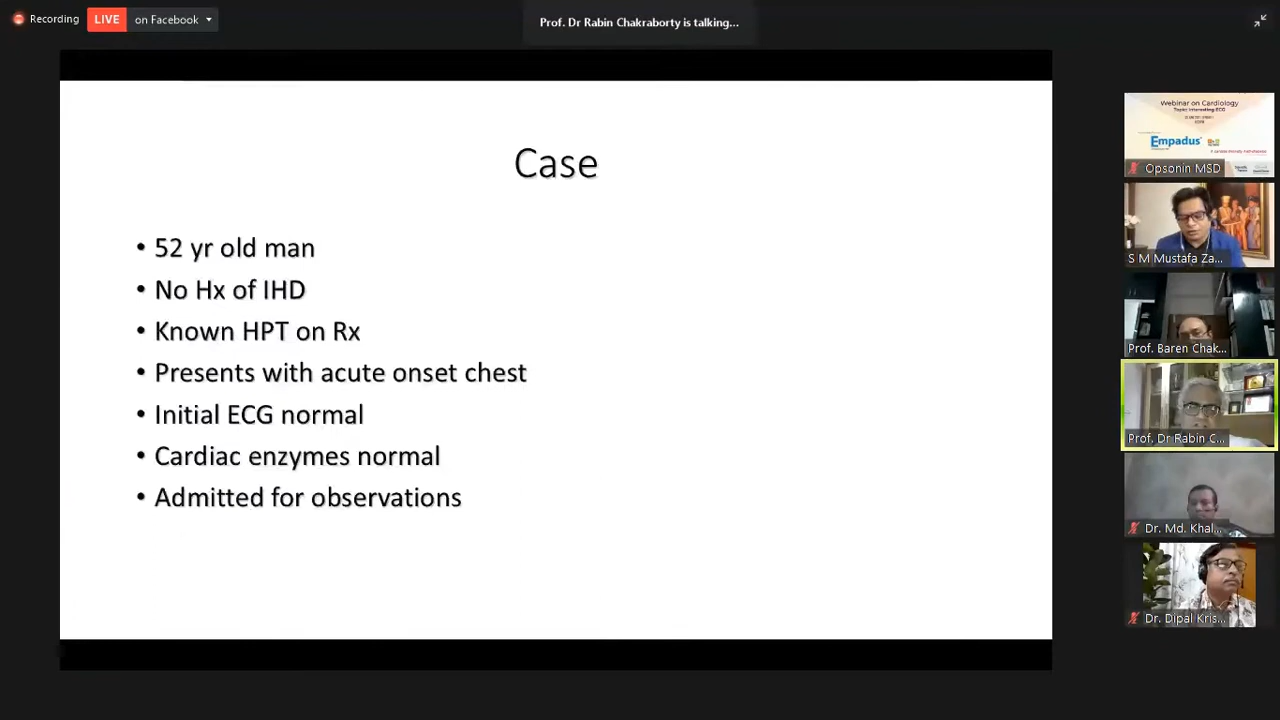 Recording
LIVE
on Facebook
Prof. Dr Rabin Chakraborty is talking...
Case
• 52 yr old man
• No Hx of IHD
• Known HPT on Rx
• Presents with acute onset chest
• Initial ECG normal
• Cardiac enzymes normal
• Admitted for observations
Webinar on Cardiology
Topic: Interesting ECG
Empadus
Opsonin MSD
S M Mustafa Za...
Prof. Baren Chak...
Prof. Dr Rabin C...
Dr. Md. Khal...
Dr. Dipal Kris...